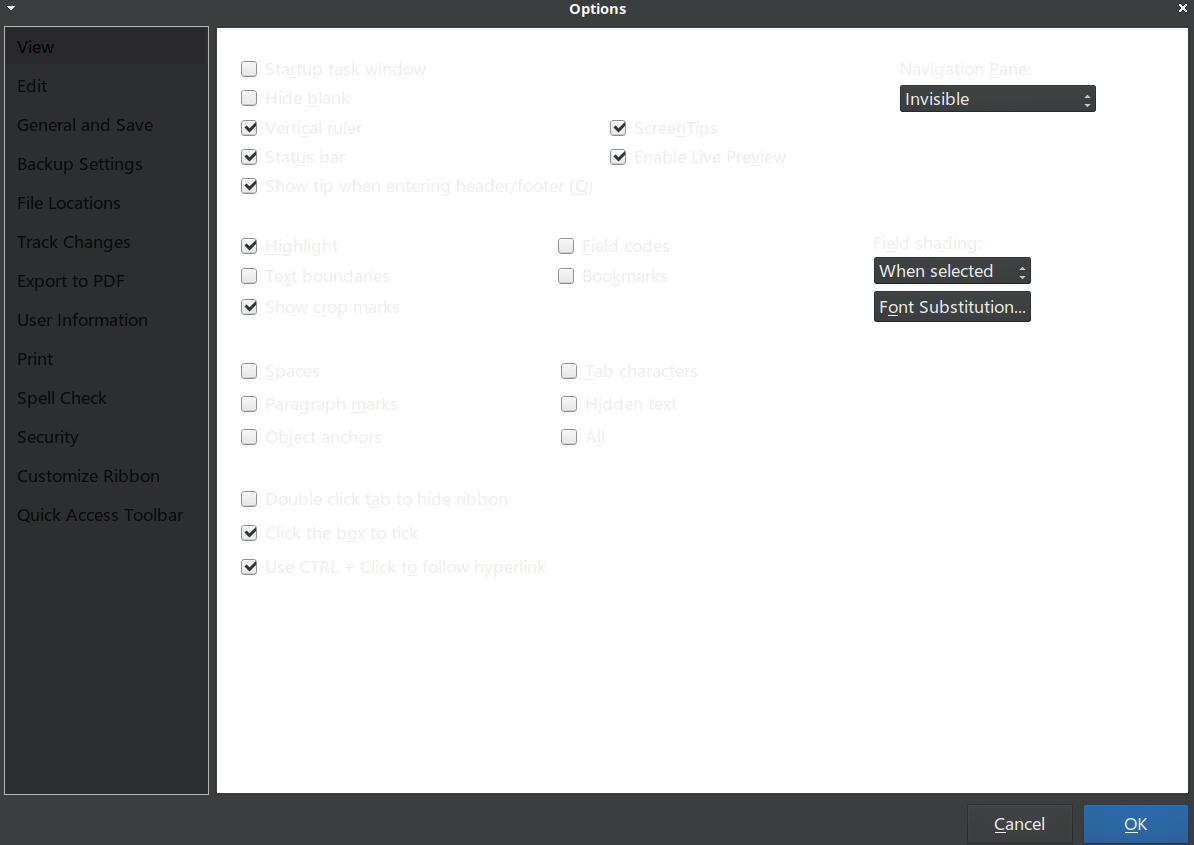 Options
View
Edit
General and Save
Backup Settings
File Locations
Track Changes
Export to PDF
User Information
Print
Spell Check
Security
Customize Ribbon
Quick Access Toolbar
Startup task window
Navigation Pane:
Hide blank
Invisible
Vertical ruler
ScreenTips
Status bar
Enable Live Preview
Show tip when entering header/footer (Q)
Highlight
Field codes
Field shading:
Text boundaries
Bookmarks
When selected
Show crop marks
Font Substitution...
Spaces
Tab characters
Paragraph marks
Hidden text
Object anchors
All
Double click tab to hide ribbon
Click the box to tick
Use CTRL + Click to follow hyperlink
Cancel
OK